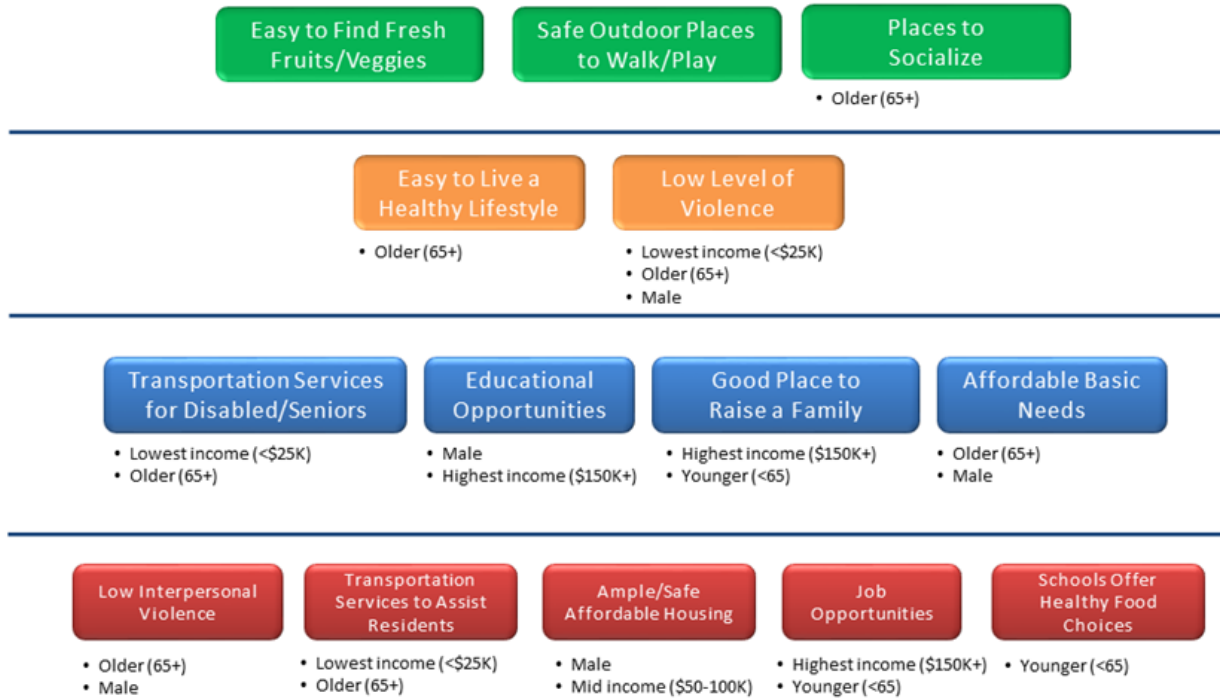 Easy to Find Fresh
Fruits/Veggies
Safe Outdoor Places
to Walk/Play
Places to
Socialize
• Older (65+)
Easy to Live a
Healthy Lifestyle
• Older (65+)
Low Level of
Violence
• Lowest income (<$25K)
• Older (65+)
• Male
Transportation Services
for Disabled/Seniors
• Lowest income (<$25K)
• Older (65+)
Educational
Opportunities
• Male
• Highest income ($150K+)
Good Place to
Raise a Family
• Highest income ($150K+)
• Younger (<65)
Affordable Basic
Needs
• Older (65+)
• Male
Low Interpersonal
Violence
• Older (65+)
• Male
Transportation
Services to Assist
Residents
• Lowest income (<$25K)
• Older (65+)
Ample/Safe
Affordable Housing
• Male
• Mid income ($50-100K)
Job
Opportunities
• Highest income ($150K+)
• Younger (<65)
Schools Offer
Healthy Food
Choices
• Younger (<65)